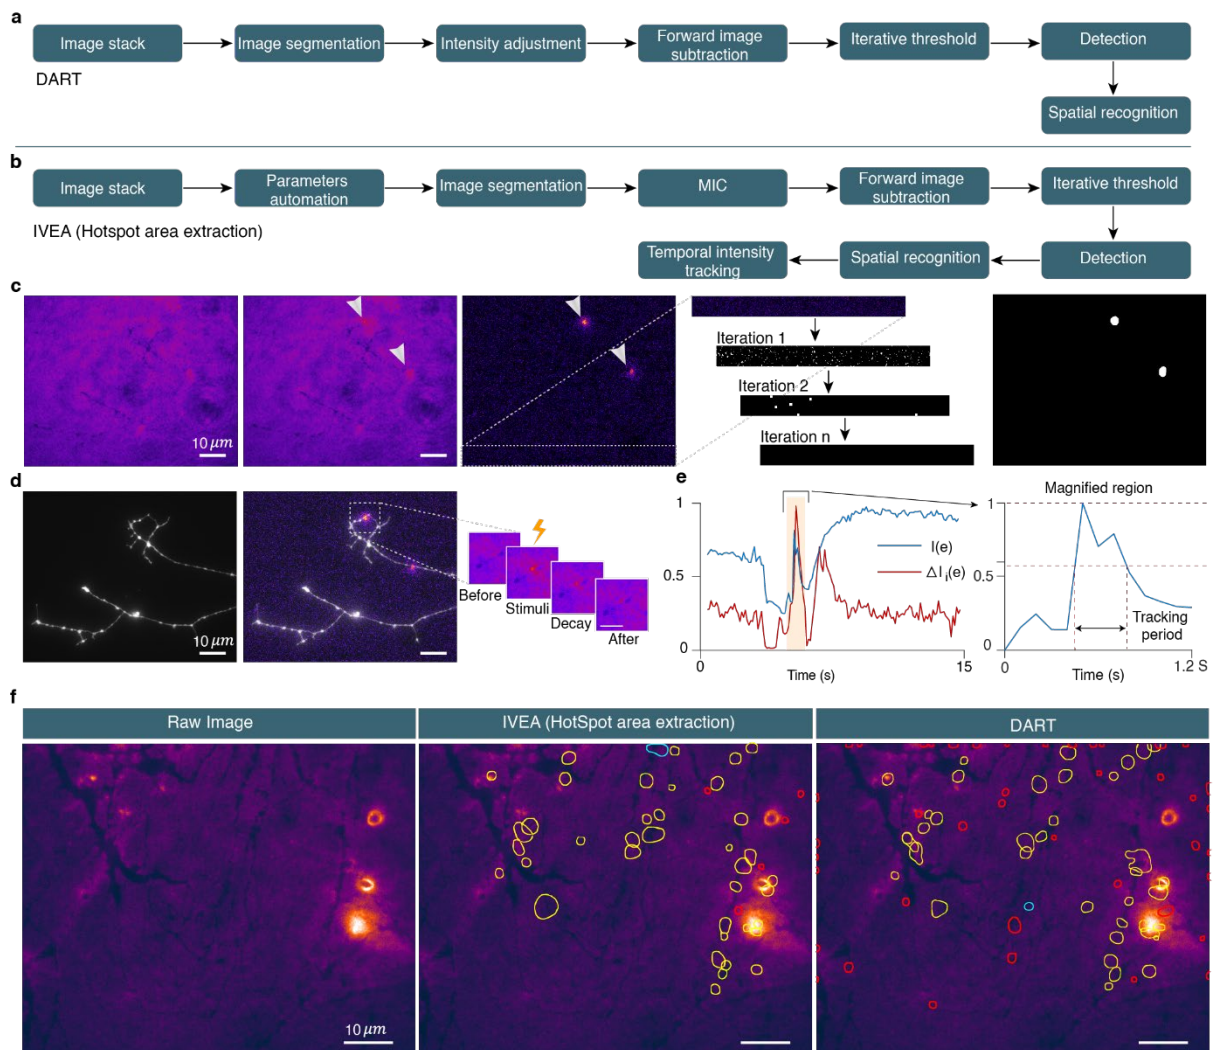 a
Image stack
Image segmentation
Intensity adjustment
Forward image
subtraction
Iterative threshold
Detection
DART
Spatial recognition
b
Image stack
Parameters
automation
Image segmentation
MIC
Forward image
subtraction
Iterative threshold
IVEA (Hotspot area extraction)
Temporal intensity
tracking
Spatial recognition
Detection
c
10 µm
Iteration 1
Iteration 2
Iteration n
d
10 µm
Before
Stimuli
Decay
After
e
1
0.5
0
0
15
Time (s)
I(e)
ΔI i(e)
Magnified region
1
0.5
0
Tracking
period
0
1.2 S
Time (s)
f
Raw Image
IVEA (HotSpot area extraction)
DART
10 µm